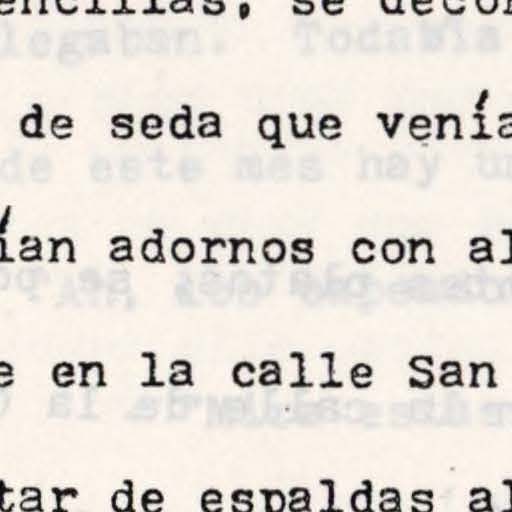 encillas, se decor
de seda que venía
ían adornos con al
e en la calle San
tar de espaldas al